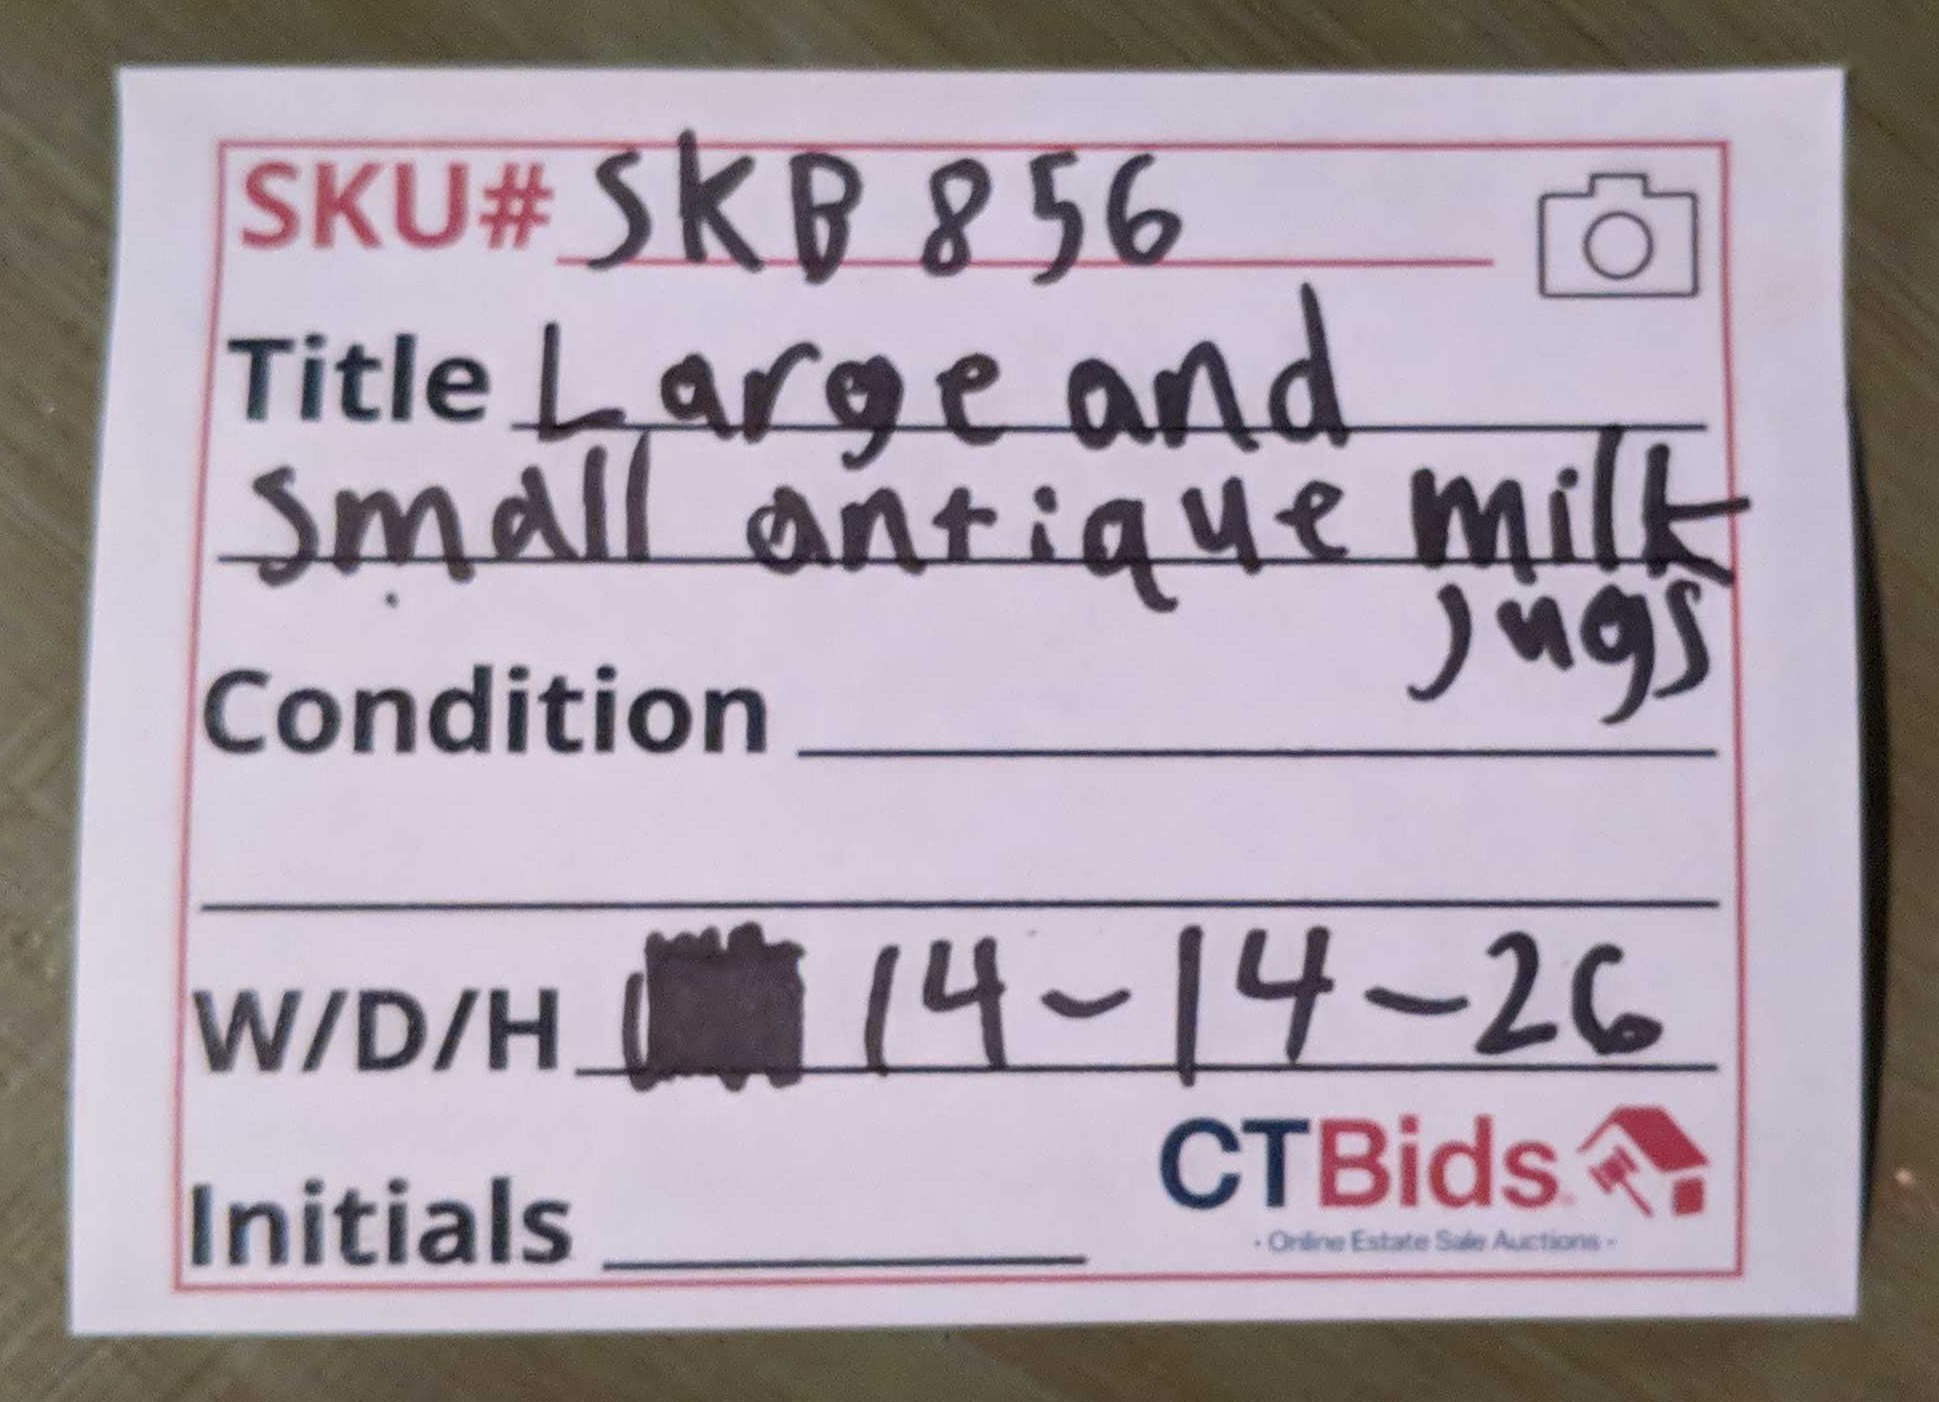 SKU# SKB 856
Title Large and
small antique milk
jugs
Condition
W/D/H 14-14-26
Initials
CTBids
· Online Estate Sale Auctions ·